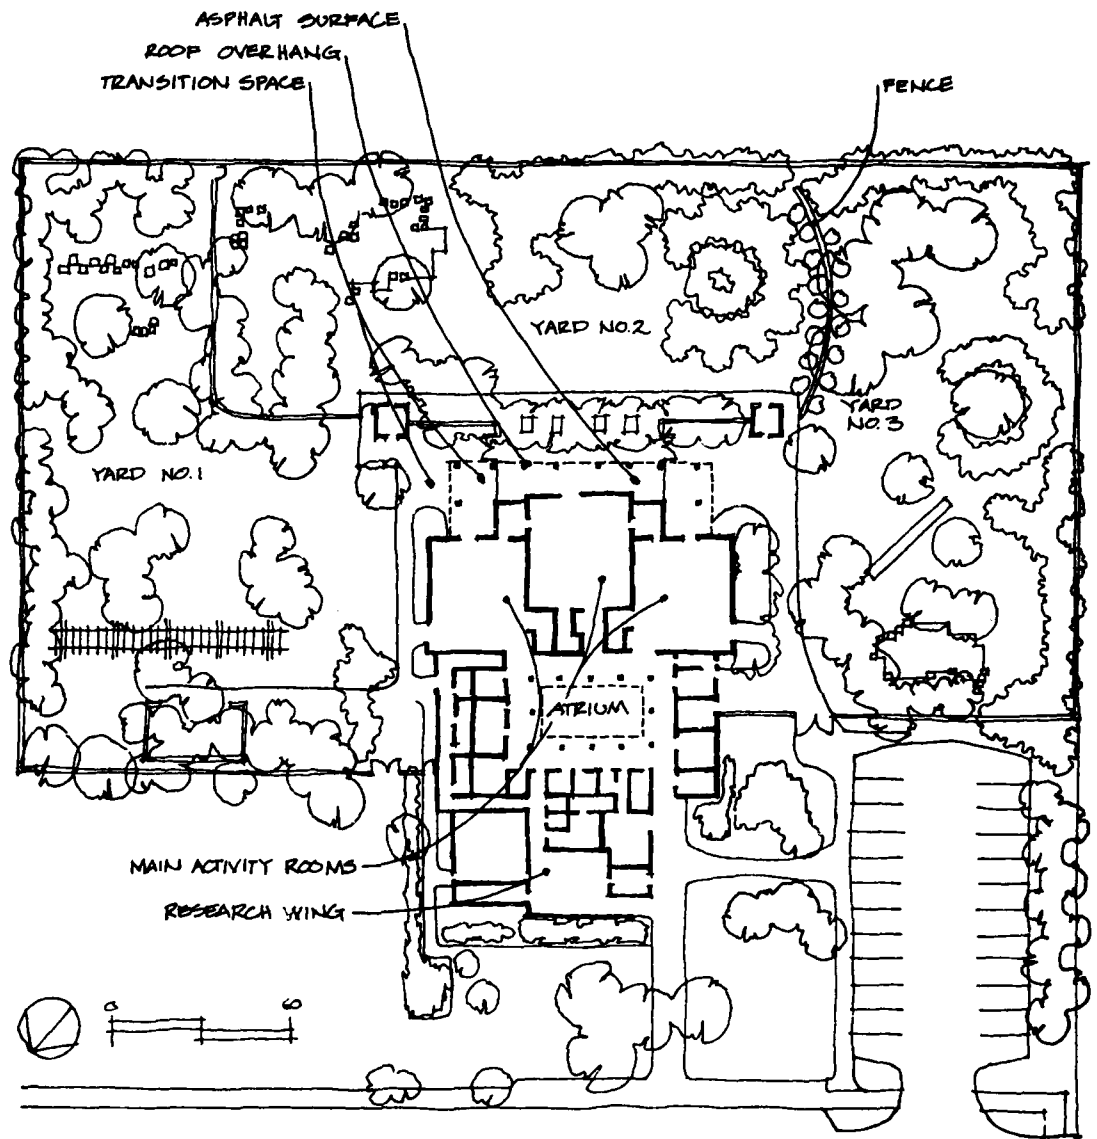 ASPHALT SURFACE
ROOF OVERHANG
TRANSITION SPACE
FENCE
YARD NO.2
YARD
NO.3
YARD NO.1
ATRIUM
MAIN ACTIVITY ROOMS
RESEARCH WING
0 60